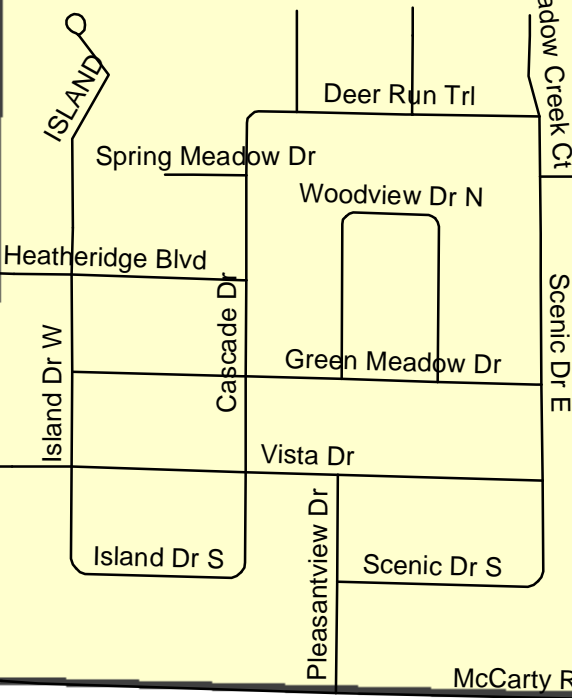 adow Creek Ct
ISLAND
Deer Run Trl
Spring Meadow Dr
Woodview Dr N
Heatheridge Blvd
Cascade Dr
Scenic Dr E
Island Dr W
Green Meadow Dr
Vista Dr
Pleasantview Dr
Island Dr S
Scenic Dr S
McCarty R